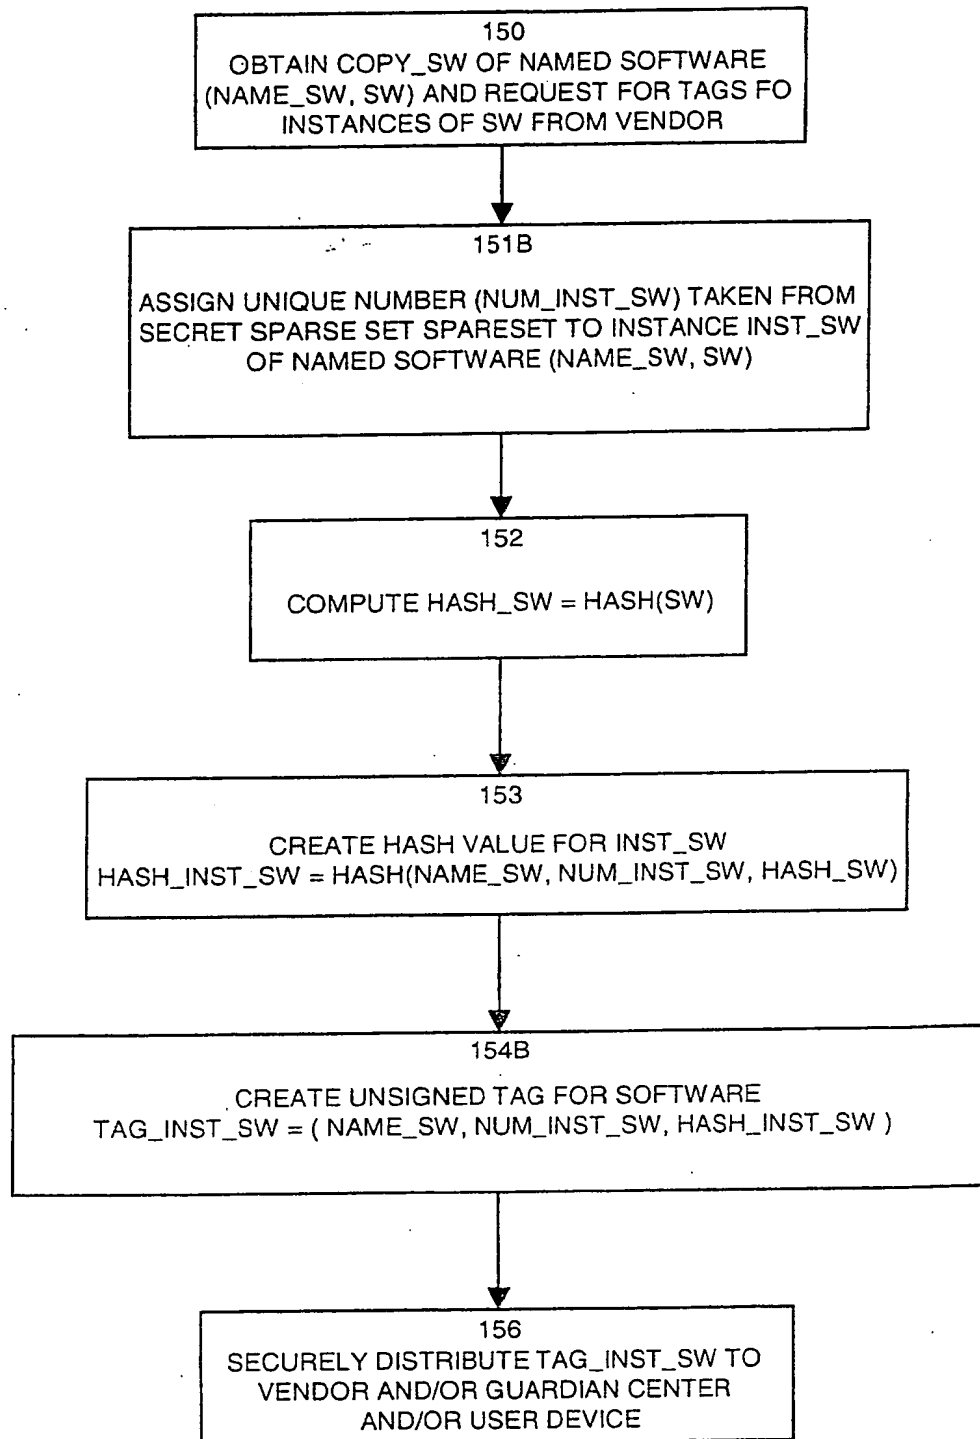 150
OBTAIN COPY_SW OF NAMED SOFTWARE
(NAME_SW, SW) AND REQUEST FOR TAGS FO
INSTANCES OF SW FROM VENDOR
151B
ASSIGN UNIQUE NUMBER (NUM_INST_SW) TAKEN FROM
SECRET SPARSE SET SPARESET TO INSTANCE INST_SW
OF NAMED SOFTWARE (NAME_SW, SW)
152
COMPUTE HASH_SW = HASH(SW)
153
CREATE HASH VALUE FOR INST_SW
HASH_INST_SW = HASH(NAME_SW, NUM_INST_SW, HASH_SW)
154B
CREATE UNSIGNED TAG FOR SOFTWARE
TAG_INST_SW = ( NAME_SW, NUM_INST_SW, HASH_INST_SW )
156
SECURELY DISTRIBUTE TAG_INST_SW TO
VENDOR AND/OR GUARDIAN CENTER
AND/OR USER DEVICE